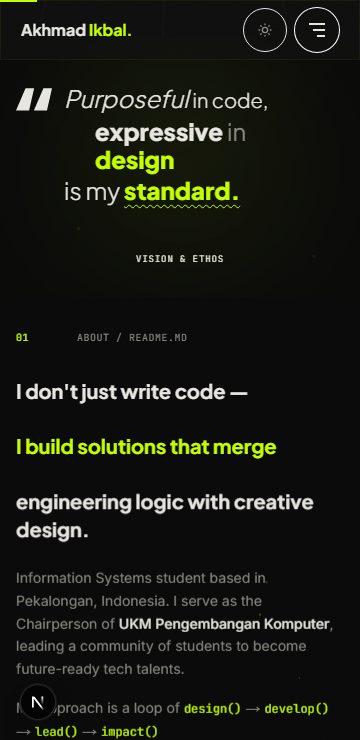 Akhmad Ikbal.
Purposeful in code,
expressive in
design
is my standard.
VISION & ETHOS
01 ABOUT / README.MD
I don't just write code —
I build solutions that merge
engineering logic with creative
design.
Information Systems student based in
Pekalongan, Indonesia. I serve as the
Chairperson of UKM Pengembangan Komputer,
leading a community of students to become
future-ready tech talents.
N
approach is a loop of design() → develop()
→ lead() → impact()